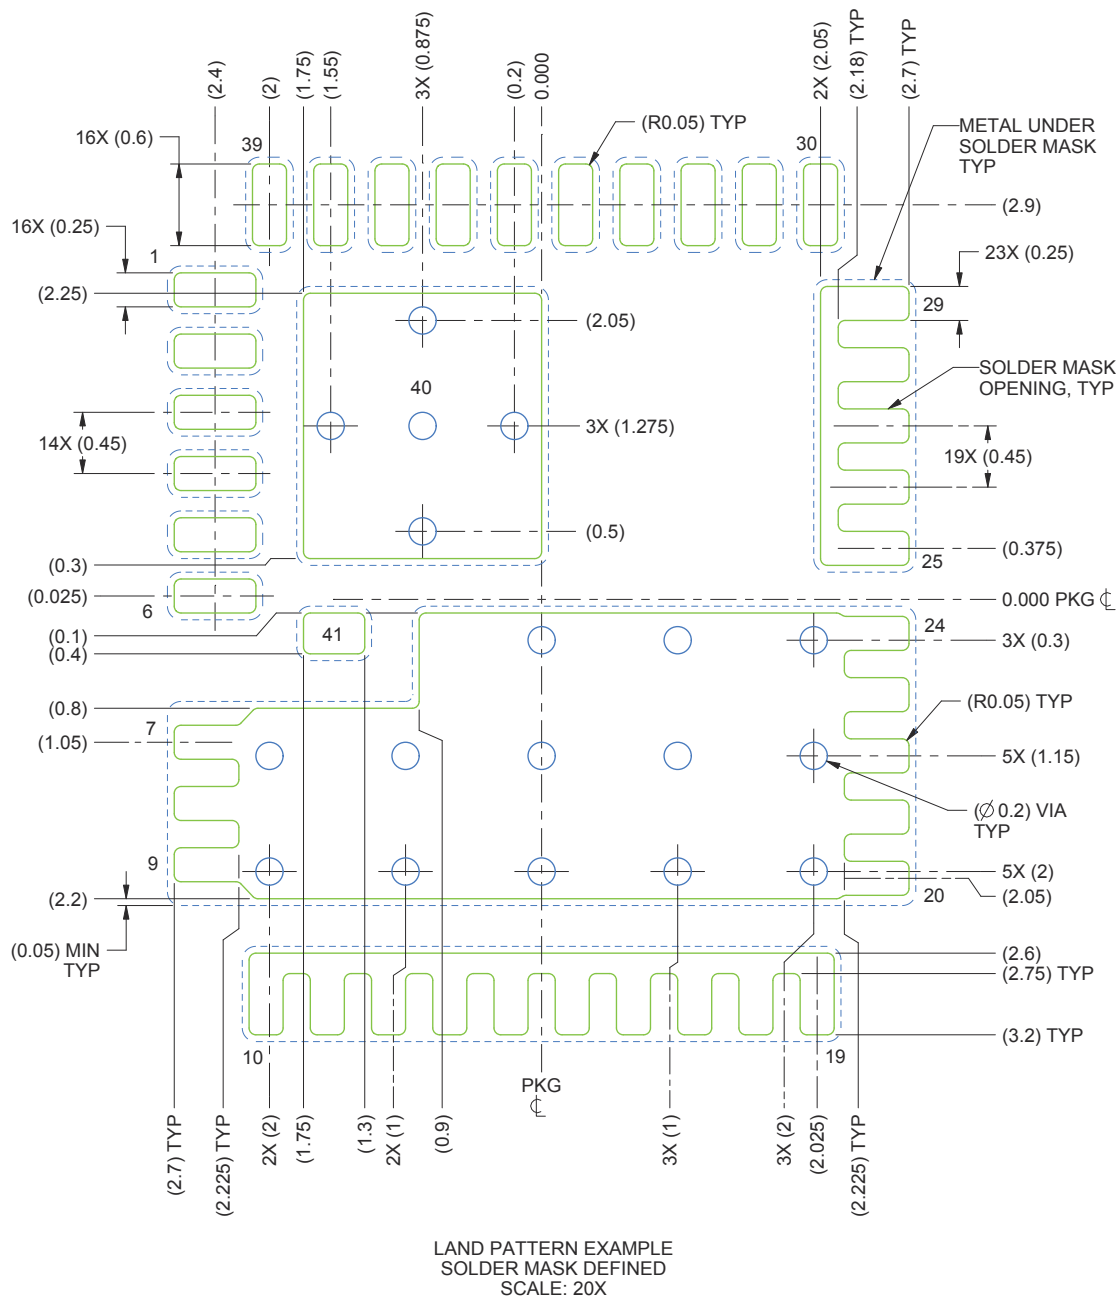 (2.4)
(2)
(1.75)
(1.55)
3X (0.875)
(0.2)
0.000
2X (2.05)
(2.18) TYP
(2.7) TYP
16X (0.6)
39
(R0.05) TYP
30
METAL UNDER
SOLDER MASK
TYP
(2.9)
16X (0.25)
1
23X (0.25)
(2.25)
29
(2.05)
SOLDER MASK
OPENING, TYP
40
14X (0.45)
3X (1.275)
19X (0.45)
(0.5)
(0.375)
(0.3)
25
(0.025)
6
0.000 PKG ℄
(0.1)
41
24
(0.4)
3X (0.3)
(0.8)
(R0.05) TYP
7
(1.05)
5X (1.15)
(Ø 0.2) VIA
TYP
9
5X (2)
(2.2)
20
(2.05)
(0.05) MIN
TYP
(2.6)
(2.75) TYP
(3.2) TYP
10
19
PKG
℄
(2.7) TYP
(2.225) TYP
2X (2)
(1.75)
(1.3)
2X (1)
(0.9)
3X (1)
3X (2)
(2.025)
(2.225) TYP
LAND PATTERN EXAMPLE
SOLDER MASK DEFINED
SCALE: 20X